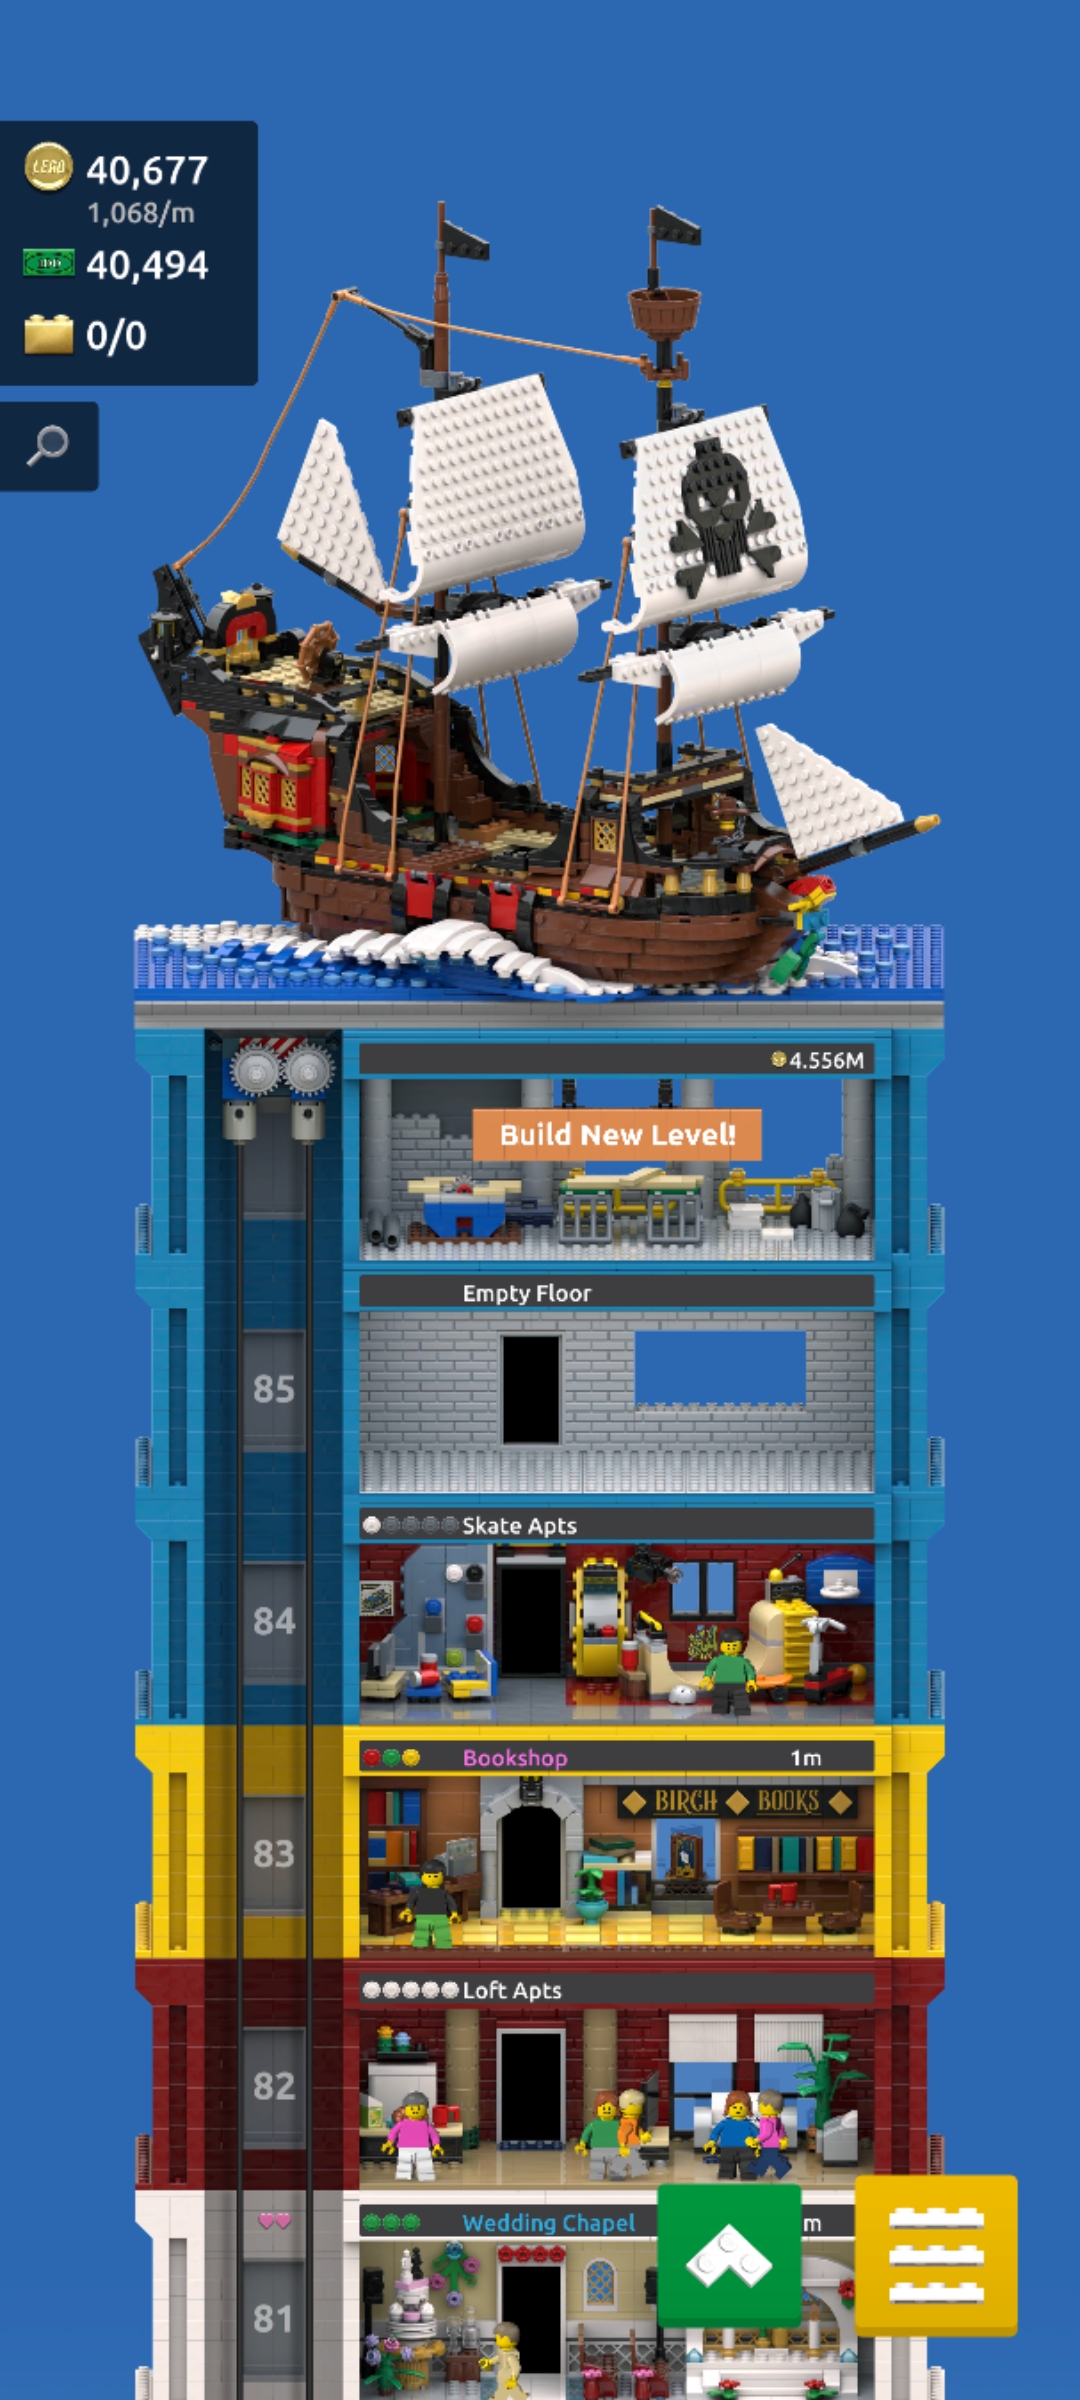 LEGO
40,677
1,068/m
40,494
0/0
4.556M
Build New Level!
Empty Floor
85
Skate Apts
84
Bookshop 1m
BIRCH BOOKS
83
Loft Apts
82
Wedding Chapel m
81